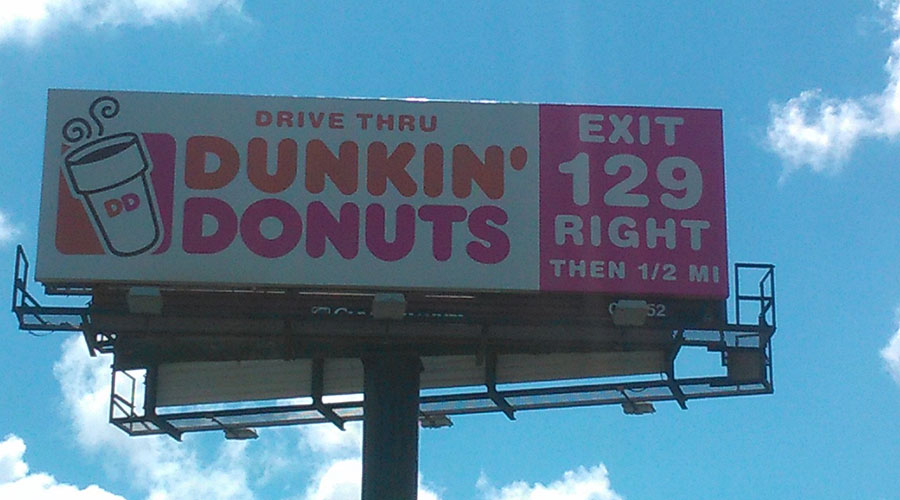 DRIVE THRU
DUNKIN'
DONUTS
DD
EXIT
129
RIGHT
THEN 1/2 MI